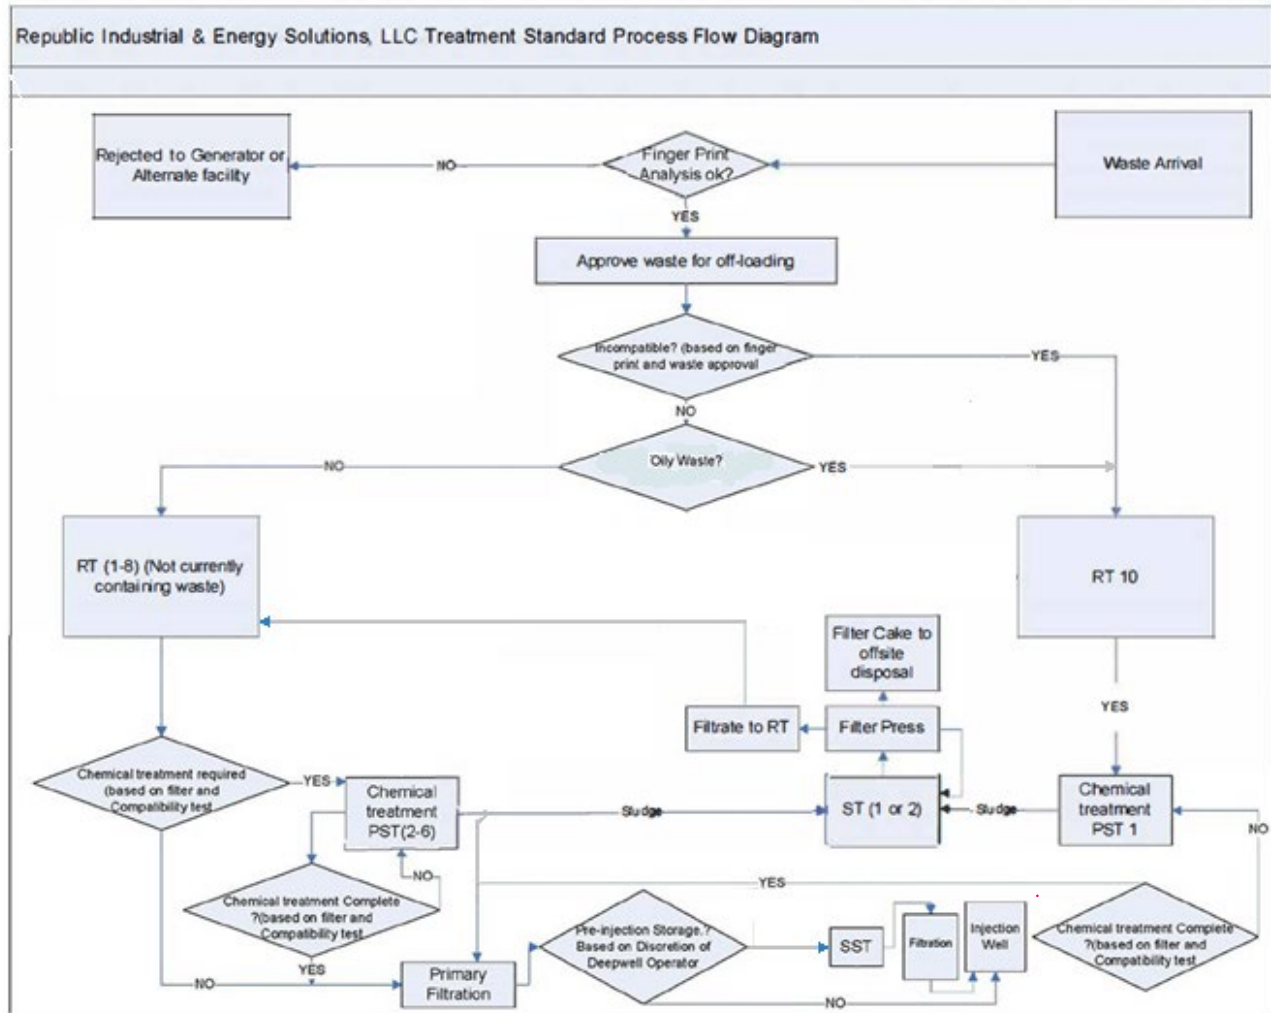 Republic Industrial & Energy Solutions, LLC Treatment Standard Process Flow Diagram
Rejected to Generator or
Alternate facility
NO
Finger Print
Analysis ok?
Waste Arrival
YES
Approve waste for off-loading
Incompatible? (based on finger
print and waste approval
YES
NO
Oily Waste?
NO
YES
RT (1-8) (Not currently
containing waste)
RT 10
Filter Cake to
offsite
disposal
YES
Filtrate to RT
Filter Press
Chemical treatment required
(based on filter and
Compatibility test
YES
Chemical
treatment
PST(2-6)
Sludge
ST (1 or 2)
Sludge
Chemical
treatment
PST 1
NO
NO
YES
Chemical treatment Complete
?(based on filter and
Compatibility test
Pre-injection Storage.?
Based on Discretion of
Deepwell Operator
SST
Filtration
Injection
Well
Chemical treatment Complete
?(based on filter and
Compatibility test
YES
NO
Primary
Filtration
NO